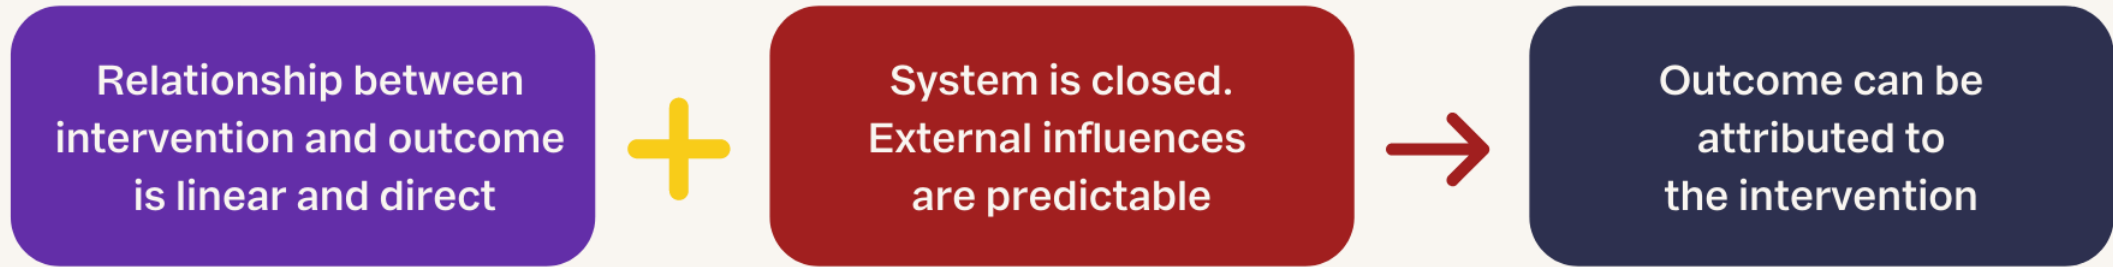 Relationship between
intervention and outcome
is linear and direct
System is closed.
External influences
are predictable
Outcome can be
attributed to
the intervention